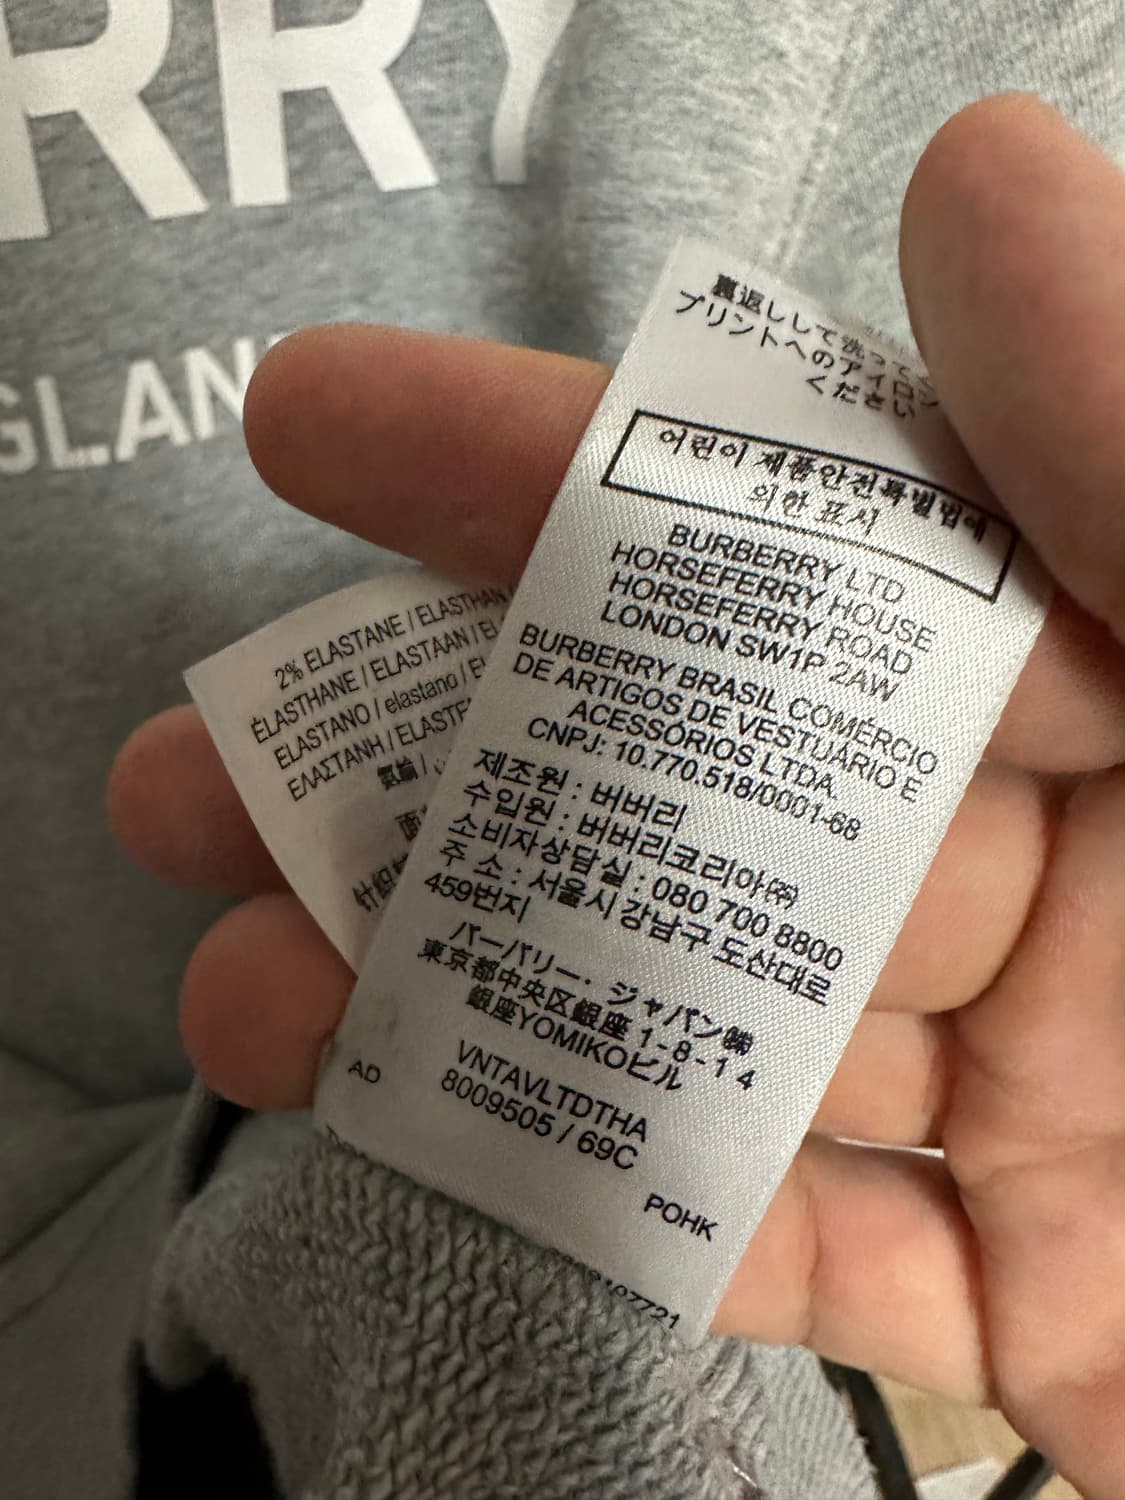 RRY
GLAN
裏返しして洗って
プリントへのアイロン
ください
어린이 제품안전특별법에
의한 표시
BURBERRY LTD
HORSEFERRY HOUSE
HORSEFERRY ROAD
LONDON SW1P 2AW
BURBERRY BRASIL COMÉRCIO
DE ARTIGOS DE VESTUÁRIO E
ACESSÓRIOS LTDA.
CNPJ: 10.770.518/0001-68
제조원 : 버버리
수입원 : 버버리코리아㈜
소비자상담실 : 080 700 8800
주 소 : 서울시 강남구 도산대로
459번지
バーバリー・ジャパン㈱
東京都中央区銀座 1-8-14
銀座YOMIKOビル
VNTAVLTDTHA
8009505 / 69C
AD
POHK
2% ELASTANE / ELASTHAN
ÉLASTHANE / ELASTAAN / EL
ELASTANO / elastano /
ΕΛΑΣΤΑΝΗ / ELASTE
氨綸 /
面
针织